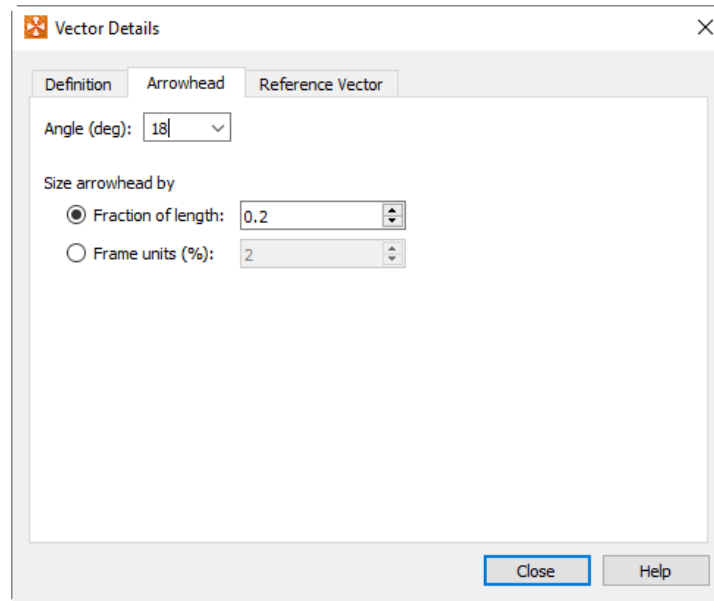 Vector Details
Definition Arrowhead Reference Vector
Angle (deg): 18
Size arrowhead by
Fraction of length: 0.2
Frame units (%): 2
Close Help